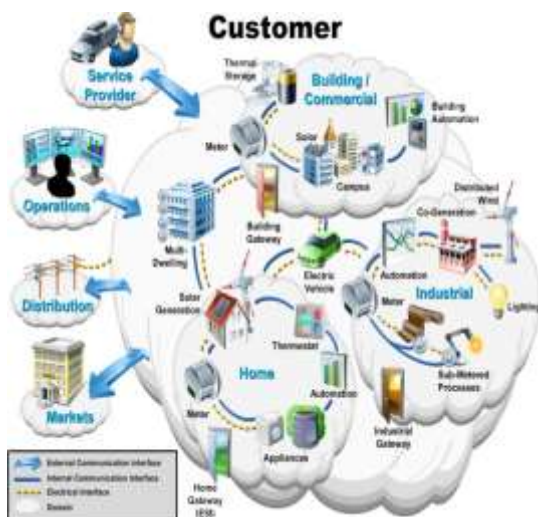 Customer
Service
Provider
Thermal
Storage
Building /
Commercial
Building
Automation
Meter
Solar
Campus
Operations
Multi-
Dwelling
Building
Gateway
Distributed
Wind
Co-Generation
Electric
Vehicle
Automation
Distribution
Solar
Generation
Meter
Industrial
Lighting
Thermostat
Home
Automation
Sub-Metered
Processes
Markets
Meter
Appliances
Industrial
Gateway
Home
Gateway
(ESI)
External Communication Interface
Internal Communication Interface
Electrical Interface
Domain